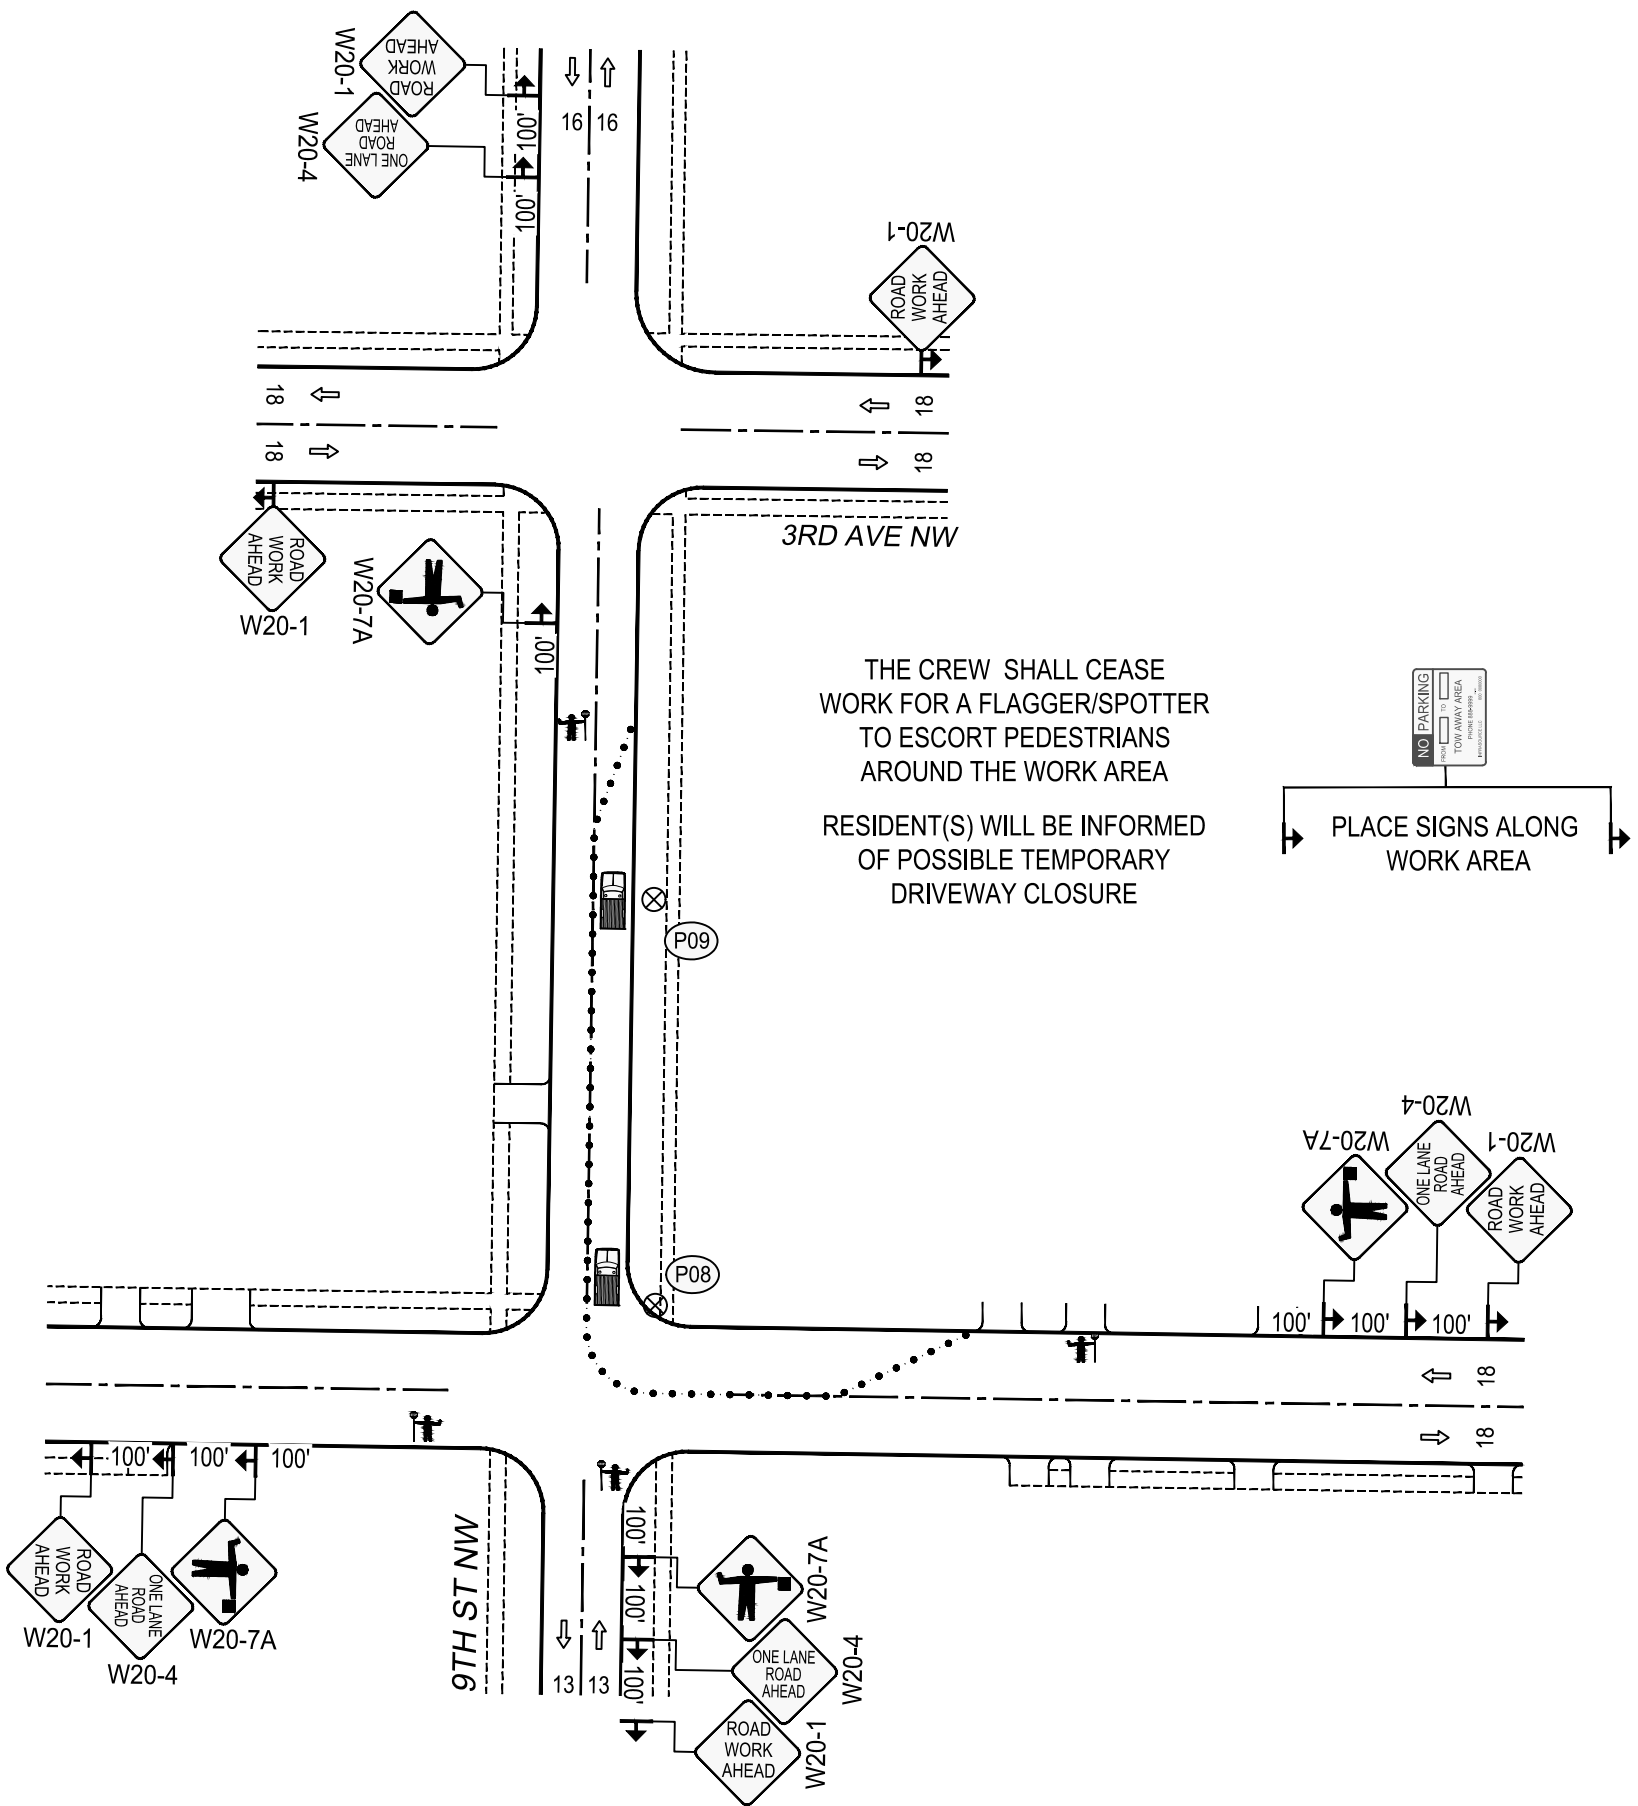 ROAD
WORK
AHEAD
W20-1
ONE LANE
ROAD
AHEAD
W20-4
100'
100'
16 16
W20-1
ROAD
WORK
AHEAD
18
18
18
18
3RD AVE NW
ROAD
WORK
AHEAD
W20-1
W20-7A
100'
THE CREW SHALL CEASE
WORK FOR A FLAGGER/SPOTTER
TO ESCORT PEDESTRIANS
AROUND THE WORK AREA
RESIDENT(S) WILL BE INFORMED
OF POSSIBLE TEMPORARY
DRIVEWAY CLOSURE
NO PARKING
FROM TO
TOW AWAY AREA
PLACE SIGNS ALONG
WORK AREA
P09
P08
W20-7A
W20-4
ONE LANE
ROAD
AHEAD
W20-1
ROAD
WORK
AHEAD
100' 100' 100'
18
18
100' 100' 100'
ROAD
WORK
AHEAD
W20-1
ONE LANE
ROAD
AHEAD
W20-4
W20-7A
9TH ST NW
13 13
100'
100'
100'
W20-7A
ONE LANE
ROAD
AHEAD
W20-4
ROAD
WORK
AHEAD
W20-1